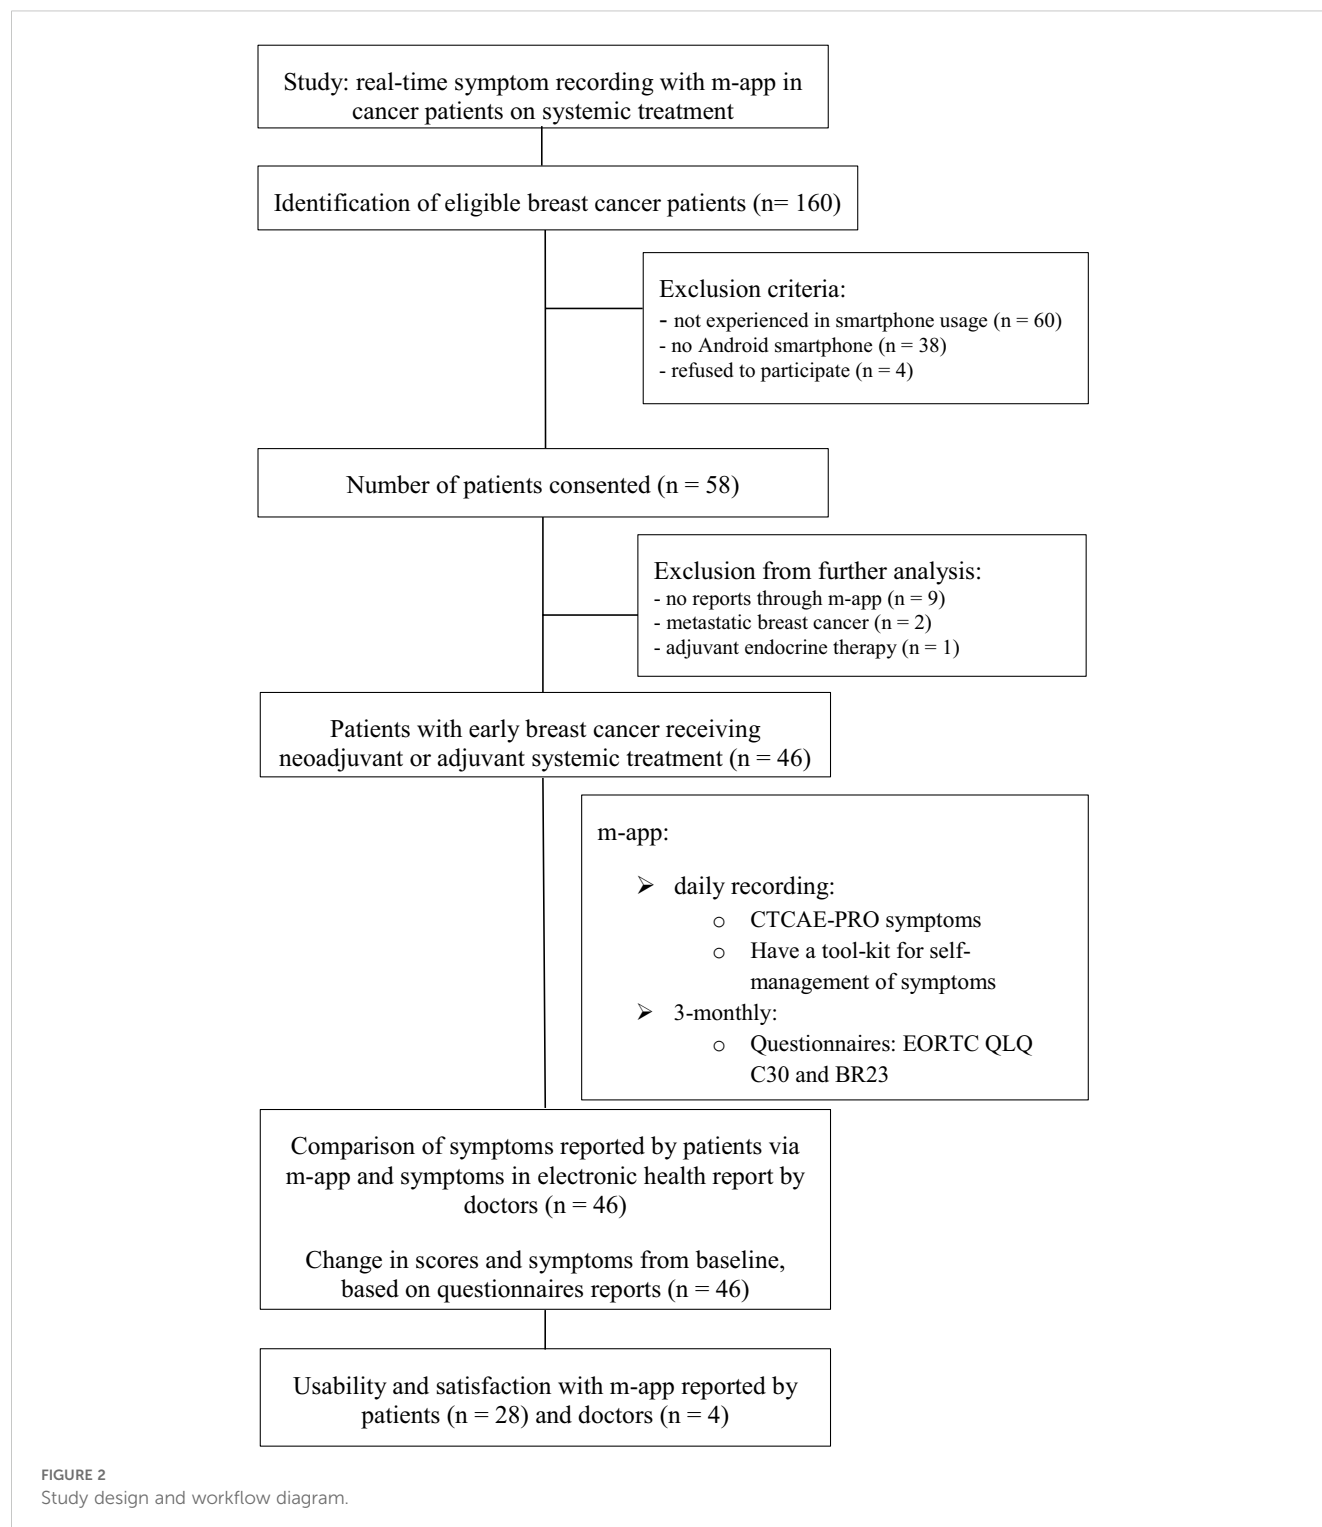 Study: real-time symptom recording with m-app in
cancer patients on systemic treatment
Identification of eligible breast cancer patients (n= 160)
Exclusion criteria:
- not experienced in smartphone usage (n = 60)
- no Android smartphone (n = 38)
- refused to participate (n = 4)
Number of patients consented (n = 58)
Exclusion from further analysis:
- no reports through m-app (n = 9)
- metastatic breast cancer (n = 2)
- adjuvant endocrine therapy (n = 1)
Patients with early breast cancer receiving
neoadjuvant or adjuvant systemic treatment (n = 46)
m-app:
➢ daily recording:
o CTCAE-PRO symptoms
o Have a tool-kit for self-
management of symptoms
➢ 3-monthly:
o Questionnaires: EORTC QLQ
C30 and BR23
Comparison of symptoms reported by patients via
m-app and symptoms in electronic health report by
doctors (n = 46)
Change in scores and symptoms from baseline,
based on questionnaires reports (n = 46)
Usability and satisfaction with m-app reported by
patients (n = 28) and doctors (n = 4)
FIGURE 2
Study design and workflow diagram.